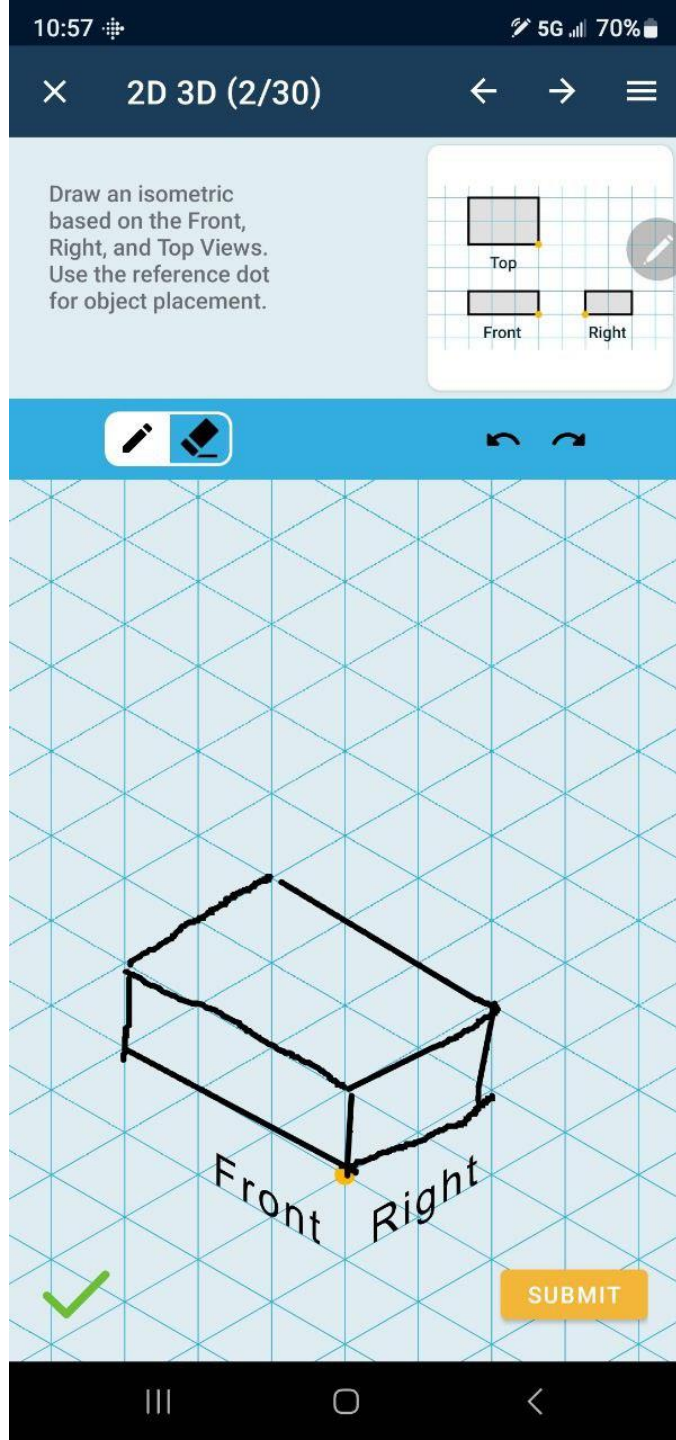 10:57 5G 70%
2D 3D (2/30)
Draw an isometric
based on the Front,
Right, and Top Views.
Use the reference dot
for object placement.
Top
Front Right
Front Right
SUBMIT